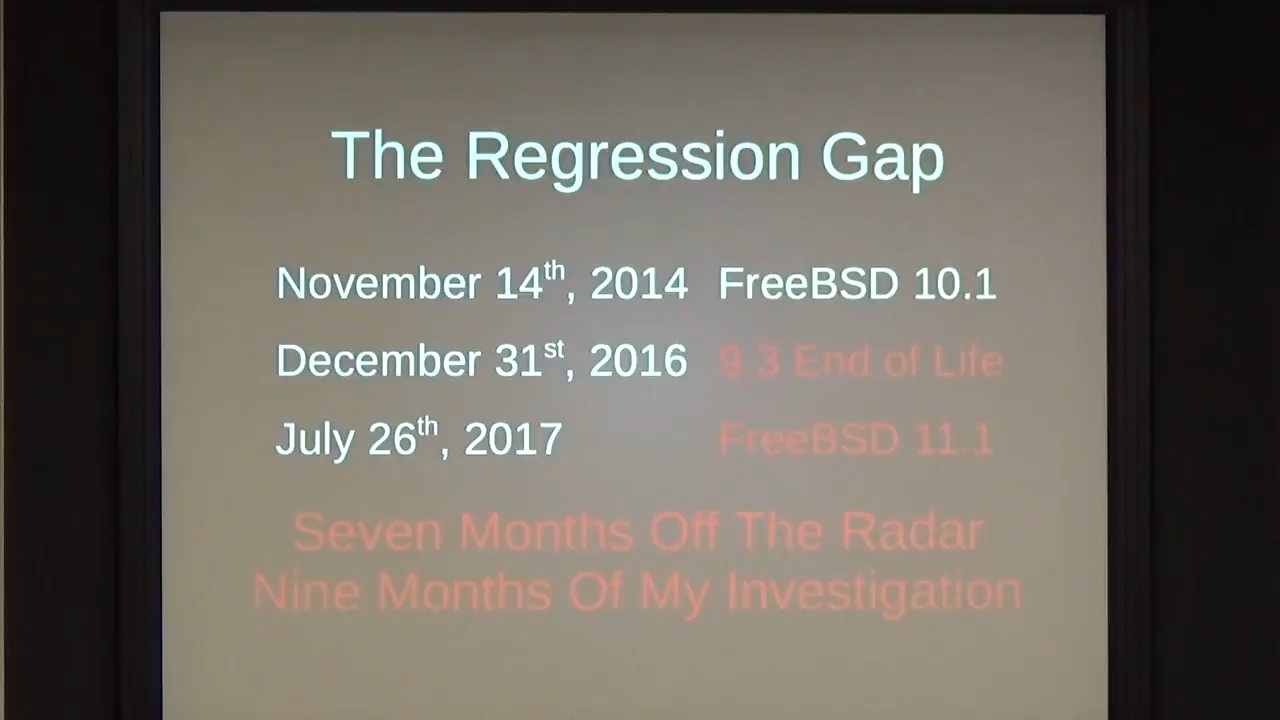 The Regression Gap
November 14th, 2014 FreeBSD 10.1
December 31st, 2016 9.3 End of Life
July 26th, 2017 FreeBSD 11.1
Seven Months Off The Radar
Nine Months Of My Investigation